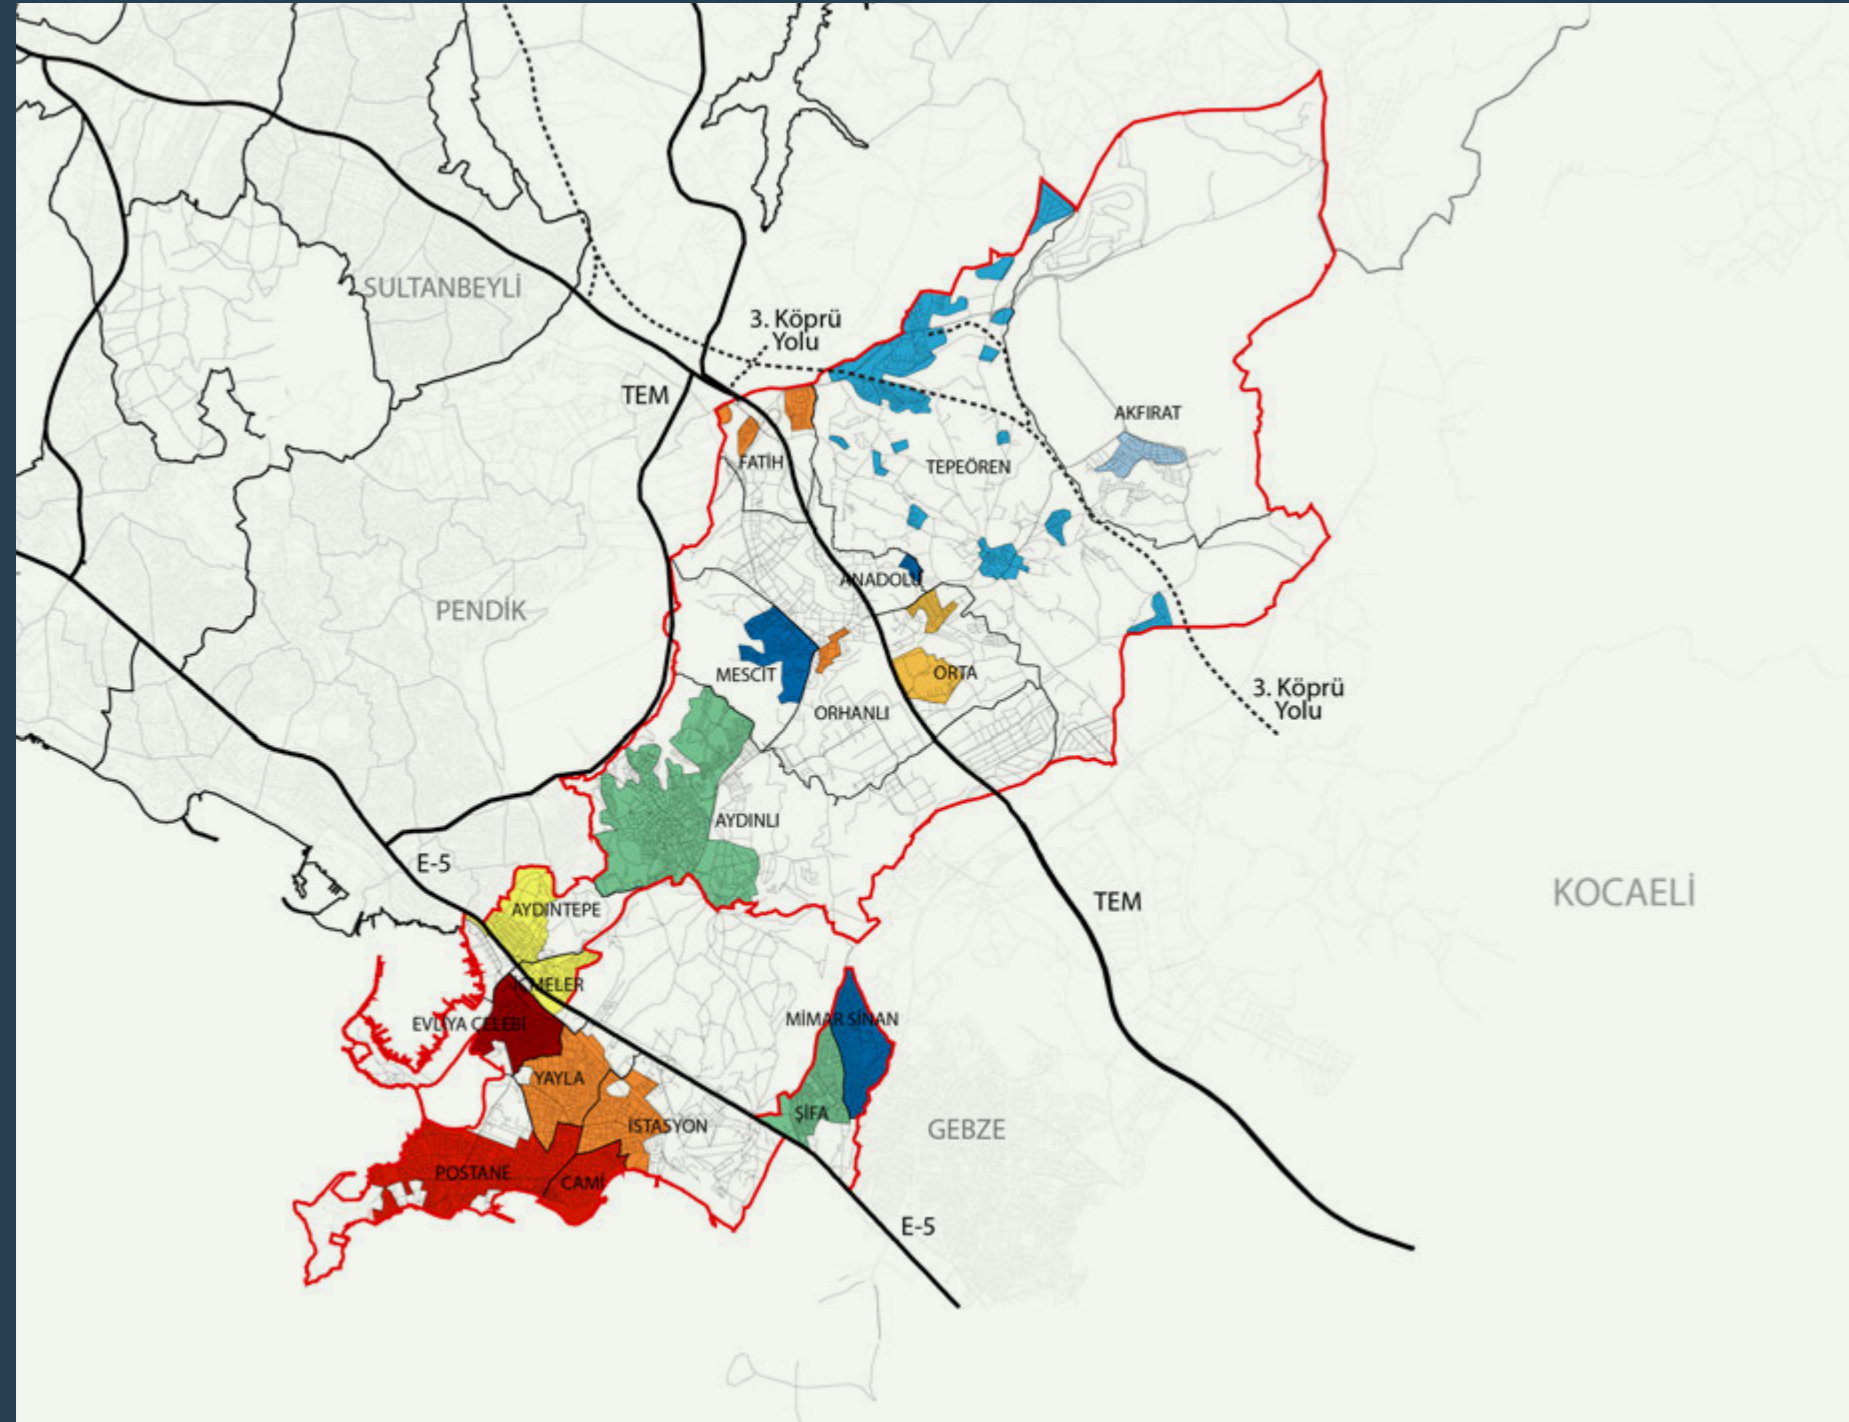 SULTANBEYLİ
3. Köprü
Yolu
TEM
AKFIRAT
FATİH
TEPEÖREN
ANADOLU
PENDİK
MESCİT
ORTA
3. Köprü
Yolu
ORHANLI
AYDINLI
E-5
KOCAELİ
TEM
AYDINTEPE
İÇMELER
MİMAR SİNAN
EVLİYA ÇELEBİ
YAYLA
ŞİFA
İSTASYON
GEBZE
POSTANE
CAMİ
E-5